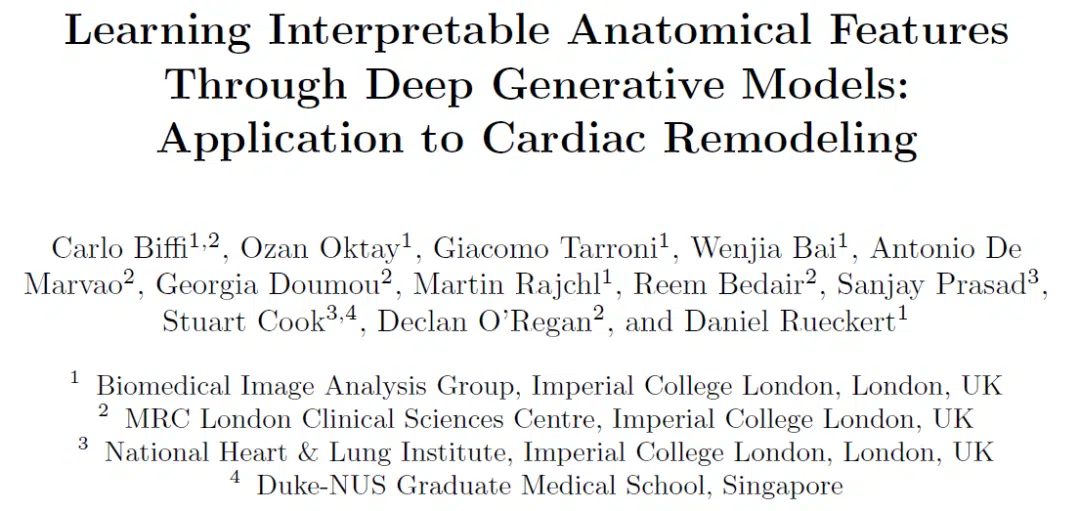 Learning Interpretable Anatomical Features
Through Deep Generative Models:
Application to Cardiac Remodeling
Carlo Biffi1,2, Ozan Oktay1, Giacomo Tarroni1, Wenjia Bai1, Antonio De
Marvao2, Georgia Doumou2, Martin Rajchl1, Reem Bedair2, Sanjay Prasad3,
Stuart Cook3,4, Declan O'Regan2, and Daniel Rueckert1
1 Biomedical Image Analysis Group, Imperial College London, London, UK
2 MRC London Clinical Sciences Centre, Imperial College London, UK
3 National Heart & Lung Institute, Imperial College London, London, UK
4 Duke-NUS Graduate Medical School, Singapore